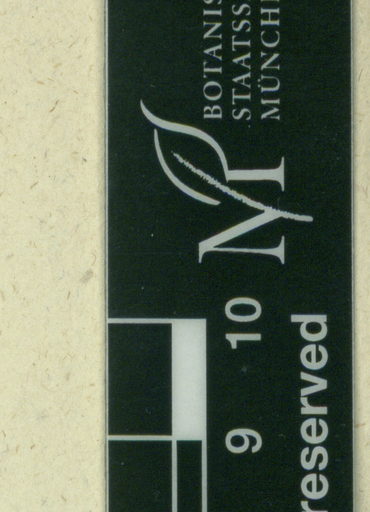 BOTANIS
STAATSS
MÜNCH
M
9 10
reserved